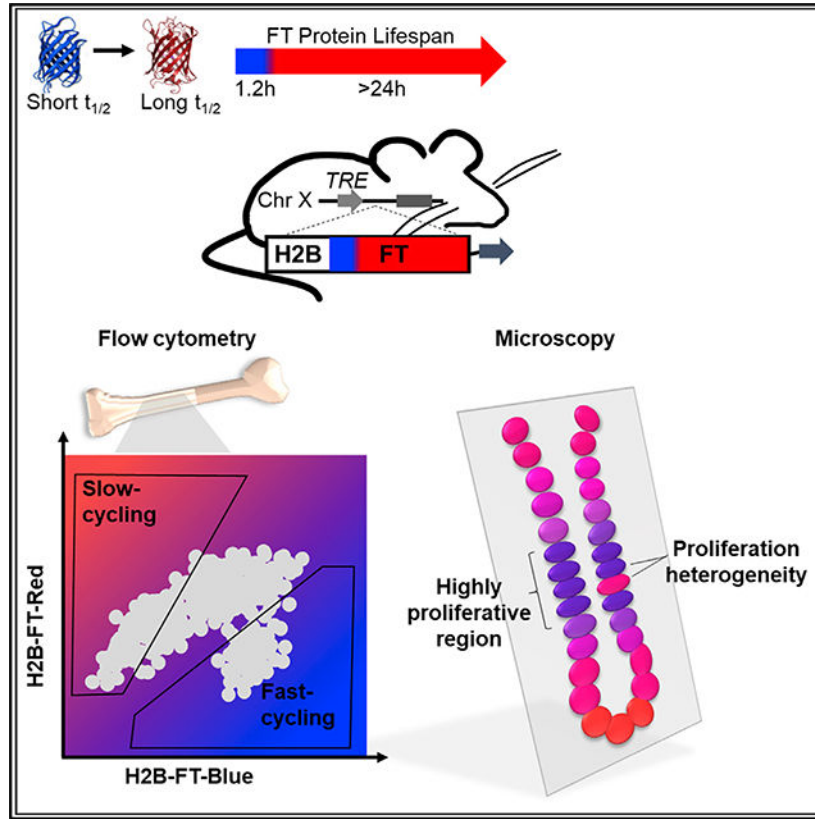 FT Protein Lifespan
Short t1/2
Long t1/2
1.2h
>24h
TRE
Chr X
H2B
FT
Flow cytometry
Microscopy
Slow-
cycling
Fast-
cycling
H2B-FT-Red
H2B-FT-Blue
Highly
proliferative
region
Proliferation
heterogeneity